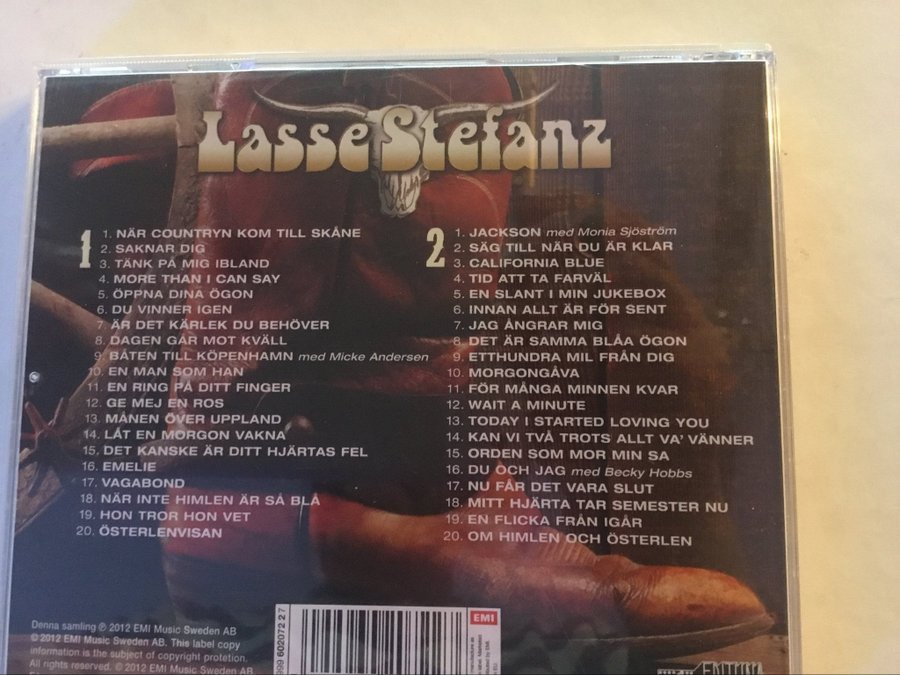 Lasse Stefanz
1
1. NÄR COUNTRYN KOM TILL SKÅNE
2. SAKNAR DIG
3. TÄNK PÅ MIG IBLAND
4. MORE THAN I CAN SAY
5. ÖPPNA DINA ÖGON
6. DU VINNER IGEN
7. ÄR DET KÄRLEK DU BEHÖVER
8. DAGEN GÅR MOT KVÄLL
9. BÅTEN TILL KÖPENHAMN med Micke Andersen
10. EN MAN SOM HAN
11. EN RING PÅ DITT FINGER
12. GE MEJ EN ROS
13. MÅNEN ÖVER UPPLAND
14. LÅT EN MORGON VAKNA
15. DET KANSKE ÄR DITT HJÄRTAS FEL
16. EMELIE
17. VAGABOND
18. NÄR INTE HIMLEN ÄR SÅ BLÅ
19. HON TROR HON VET
20. ÖSTERLENVISAN
2
1. JACKSON med Monia Sjöström
2. SÄG TILL NÄR DU ÄR KLAR
3. CALIFORNIA BLUE
4. TID ATT TA FARVÄL
5. EN SLANT I MIN JUKEBOX
6. INNAN ALLT ÄR FÖR SENT
7. JAG ÅNGRAR MIG
8. DET ÄR SAMMA BLÅA ÖGON
9. ETTHUNDRA MIL FRÅN DIG
10. MORGONGÅVA
11. FÖR MÅNGA MINNEN KVAR
12. WAIT A MINUTE
13. TODAY I STARTED LOVING YOU
14. KAN VI TVÅ TROTS ALLT VA' VÄNNER
15. ORDEN SOM MOR MIN SA
16. DU OCH JAG med Becky Hobbs
17. NU FÅR DET VARA SLUT
18. MITT HJÄRTA TAR SEMESTER NU
19. EN FLICKA FRÅN IGÅR
20. OM HIMLEN OCH ÖSTERLEN
Denna samling ℗ 2012 EMI Music Sweden AB
© 2012 EMI Music Sweden AB. This label copy
information is the subject of copyright protetion.
All rights reserved. © 2012 EMI Music Sweden AB
602072 2 7
EMI